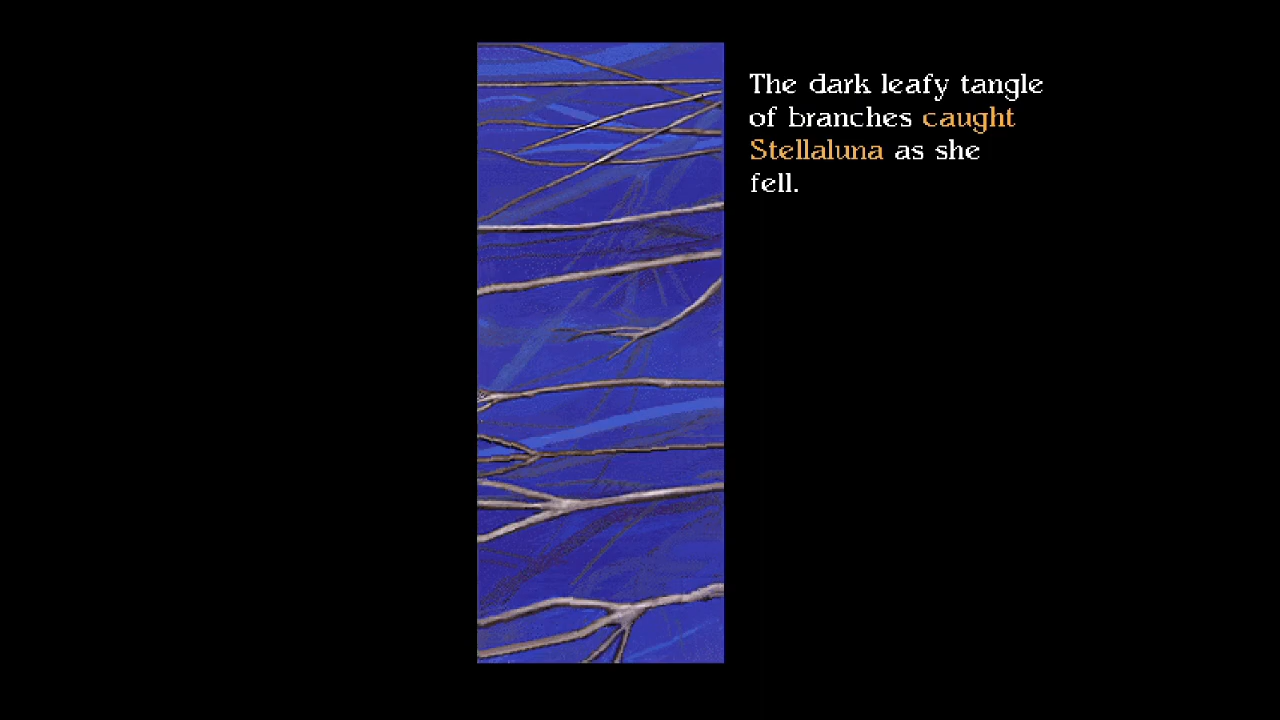 The dark leafy tangle
of branches caught
Stellaluna as she
fell.